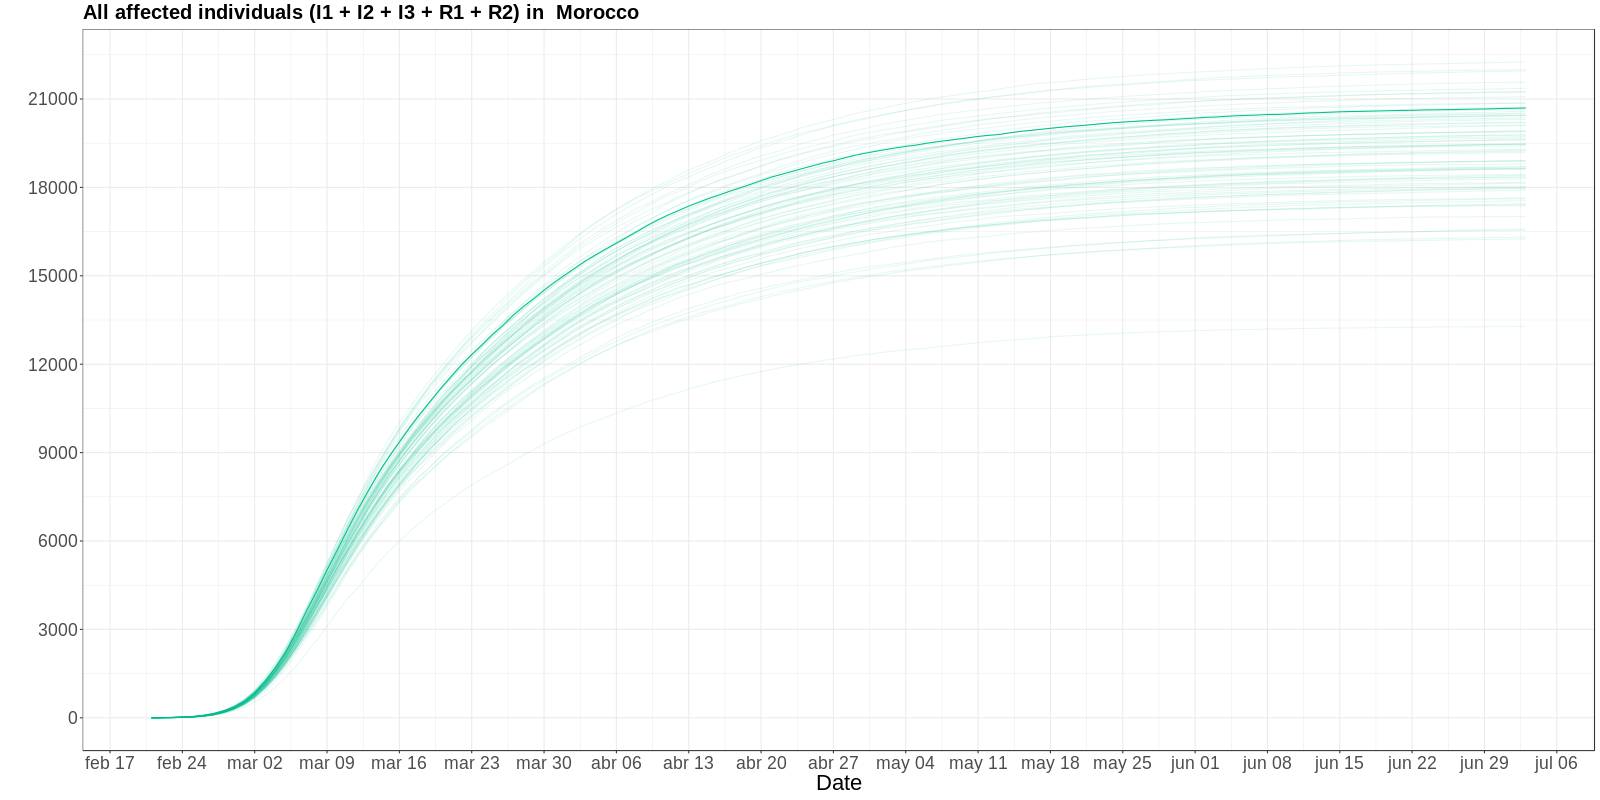 All affected individuals (I1 + I2 + I3 + R1 + R2) in  Morocco
21000
18000
15000
12000
9000
6000
3000
0
feb 17 feb 24 mar 02 mar 09 mar 16 mar 23 mar 30 abr 06 abr 13 abr 20 abr 27 may 04 may 11 may 18 may 25 jun 01 jun 08 jun 15 jun 22 jun 29 jul 06
Date